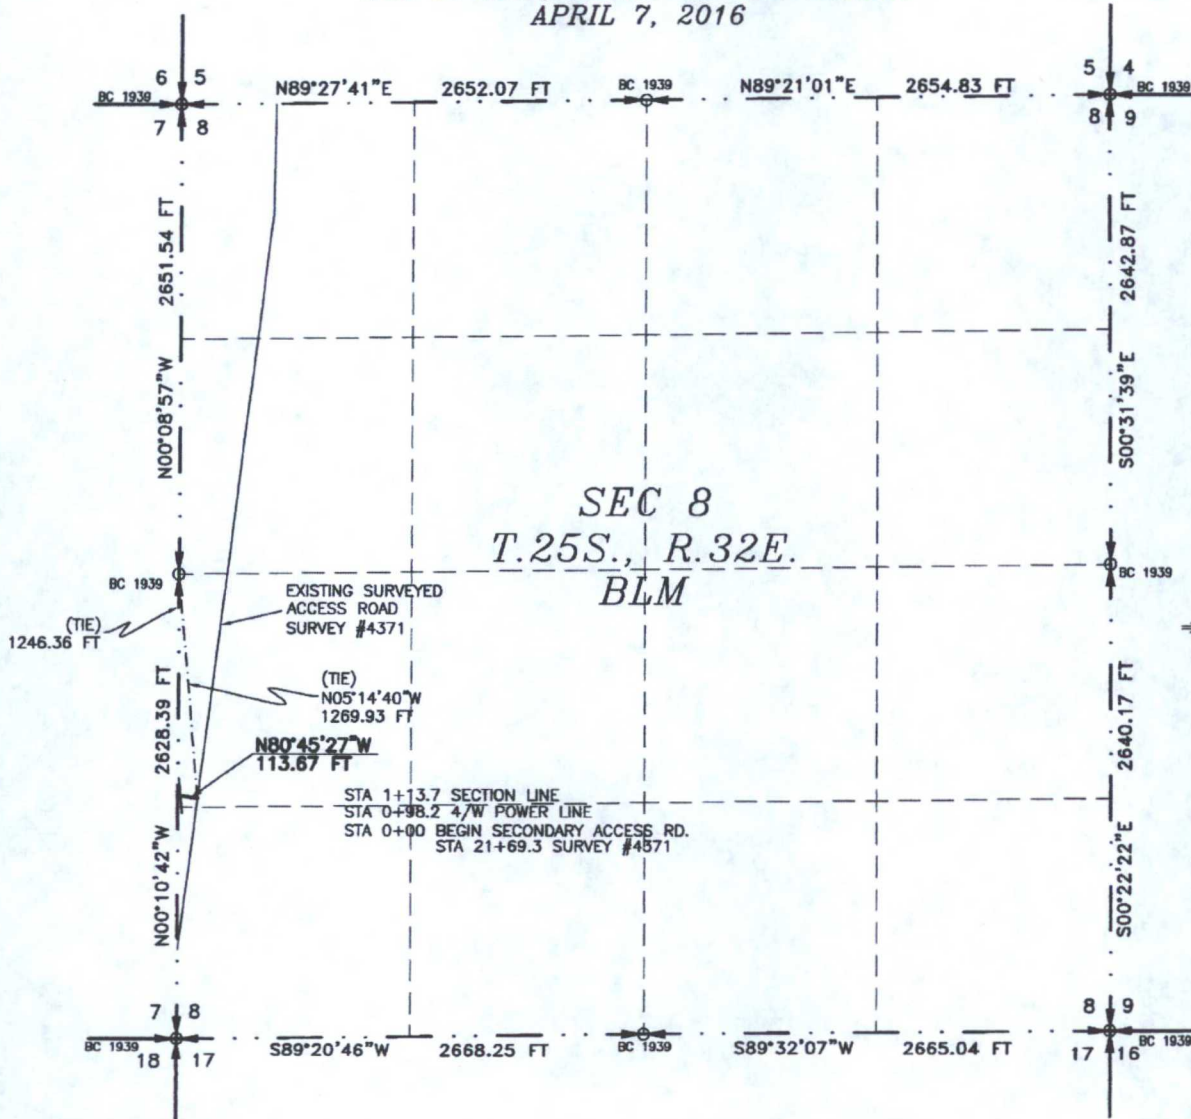 APRIL 7, 2016
6 5
BC 1939
7 8
N89°27'41"E 2652.07 FT
BC 1939
N89°21'01"E 2654.83 FT
5 4
BC 1939
8 9
2651.54 FT
N00°08'57"W
2642.87 FT
S00°31'39"E
SEC 8
T.25S., R.32E.
BLM
BC 1939
BC 1939
EXISTING SURVEYED
ACCESS ROAD
SURVEY #4371
(TIE)
1246.36 FT
(TIE)
N05°14'40"W
1269.93 FT
2628.39 FT
N00°10'42"W
2640.17 FT
S00°22'22"E
N80°45'27"W
113.67 FT
STA 1+13.7 SECTION LINE
STA 0+98.2 4/W POWER LINE
STA 0+00 BEGIN SECONDARY ACCESS RD.
STA 21+69.3 SURVEY #4371
7 8
BC 1939
18 17
S89°20'46"W 2668.25 FT
BC 1939
S89°32'07"W 2665.04 FT
8 9
17 16
BC 1939